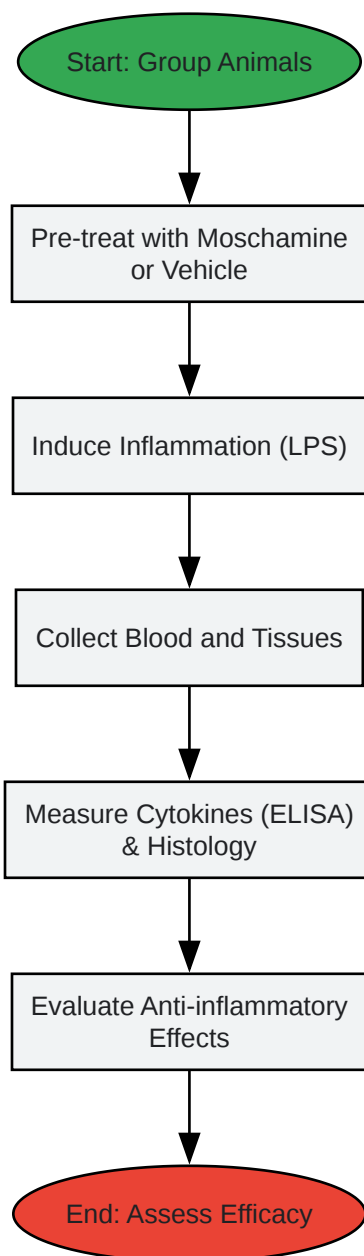 Start: Group Animals
Pre-treat with Moschamine
or Vehicle
Induce Inflammation (LPS)
Collect Blood and Tissues
Measure Cytokines (ELISA)
& Histology
Evaluate Anti-inflammatory
Effects
End: Assess Efficacy